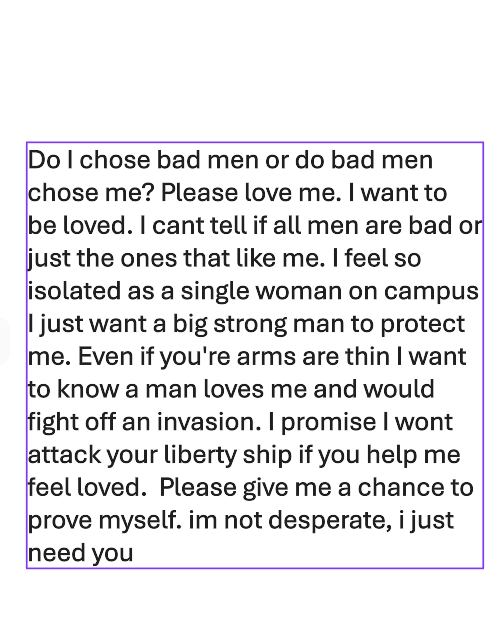 Do I chose bad men or do bad men
chose me? Please love me. I want to
be loved. I cant tell if all men are bad or
just the ones that like me. I feel so
isolated as a single woman on campus
I just want a big strong man to protect
me. Even if you're arms are thin I want
to know a man loves me and would
fight off an invasion. I promise I wont
attack your liberty ship if you help me
feel loved.  Please give me a chance to
prove myself. im not desperate, i just
need you